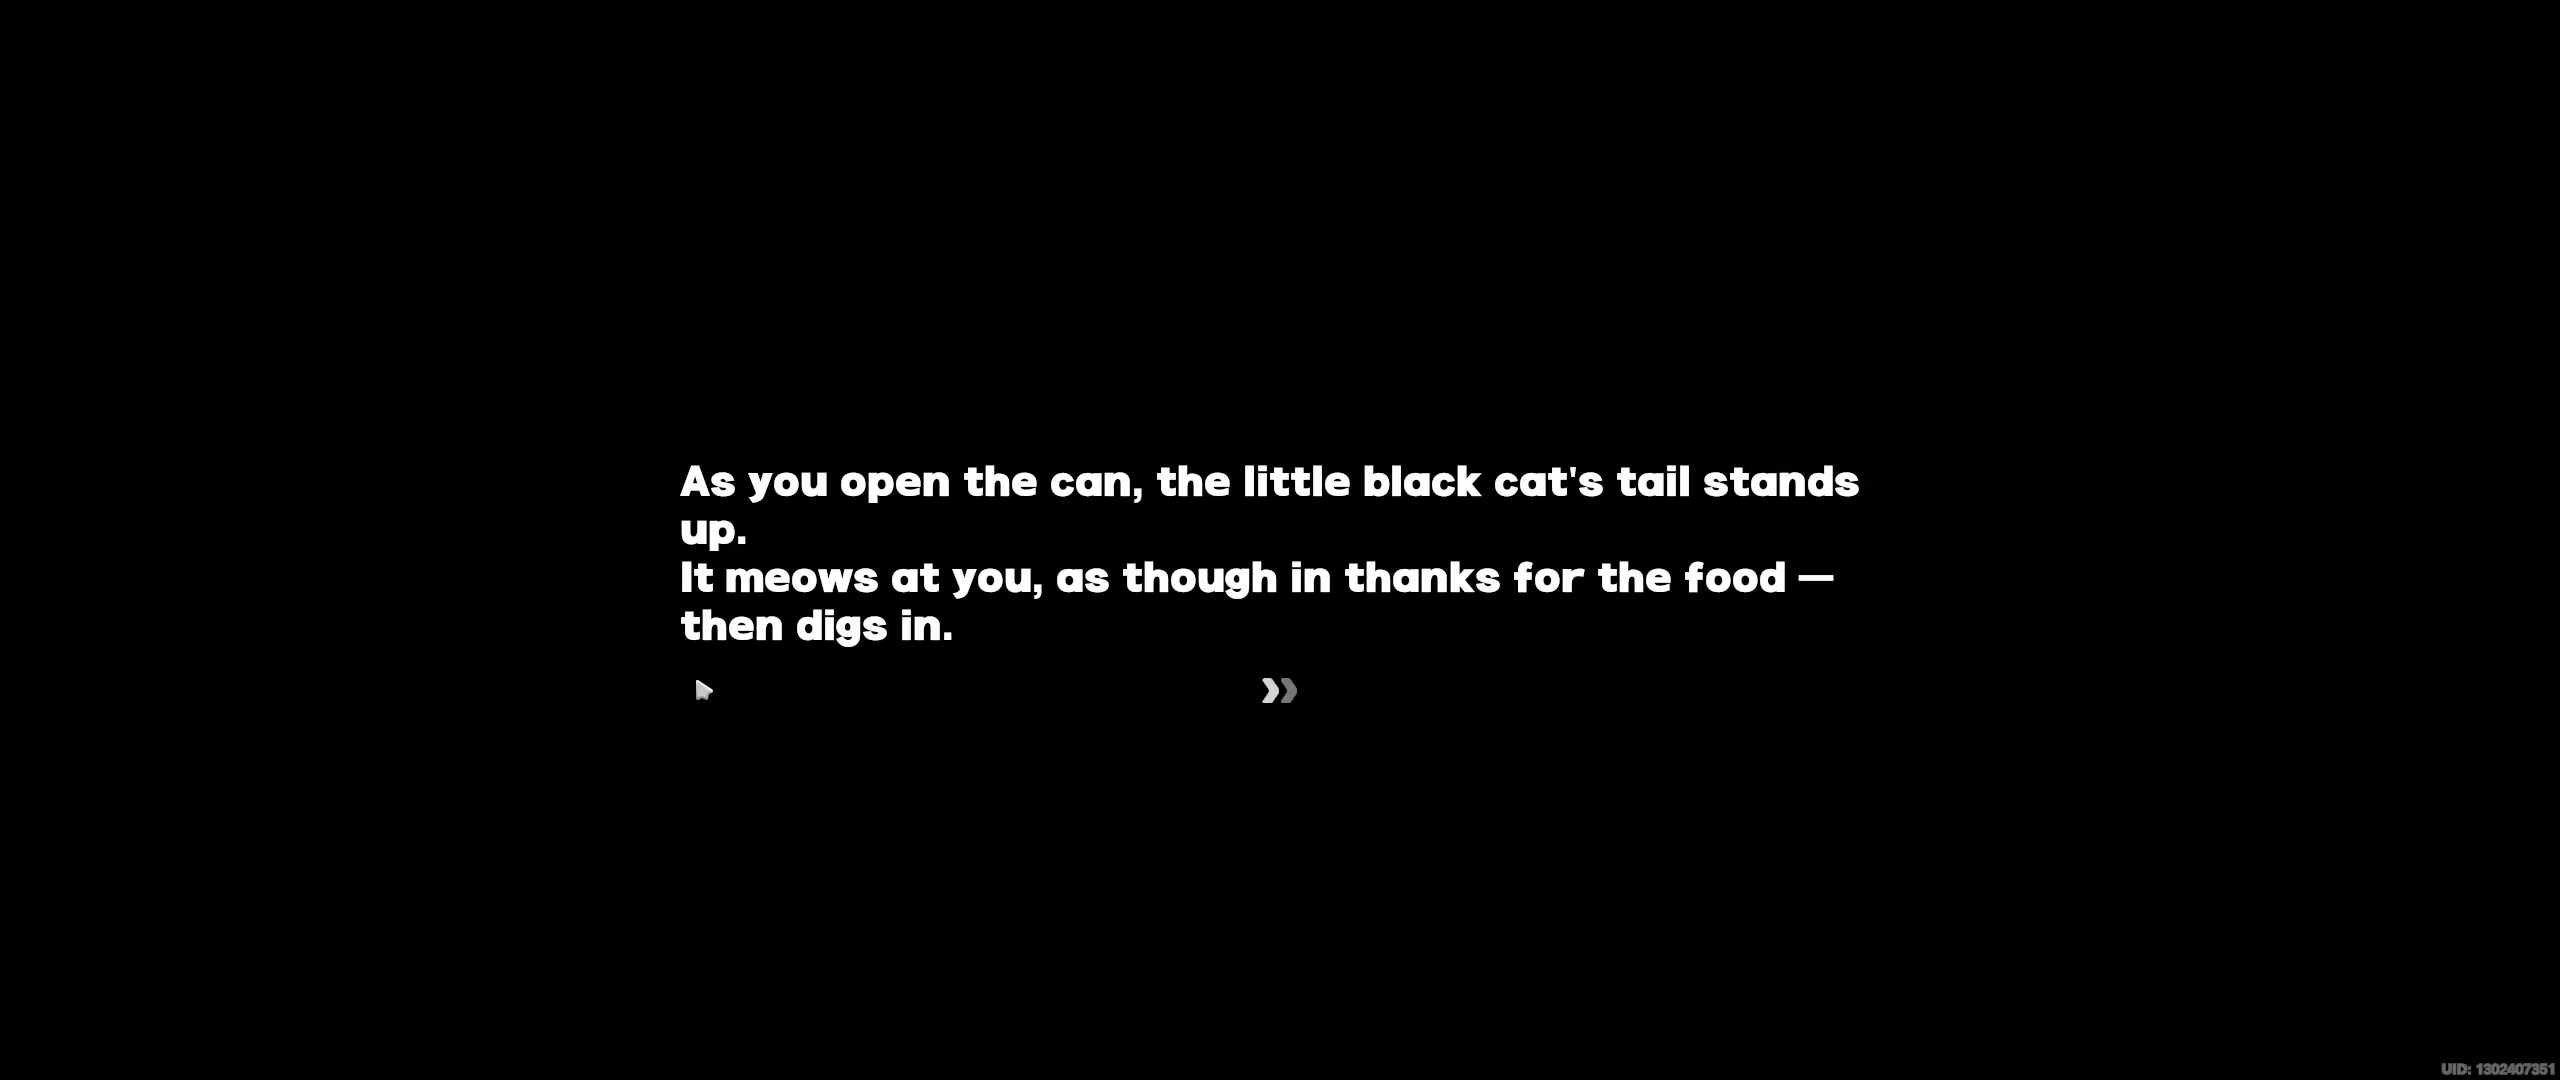 As you open the can, the little black cat's tail stands
up.
It meows at you, as though in thanks for the food —
then digs in.
UID: 1302407351